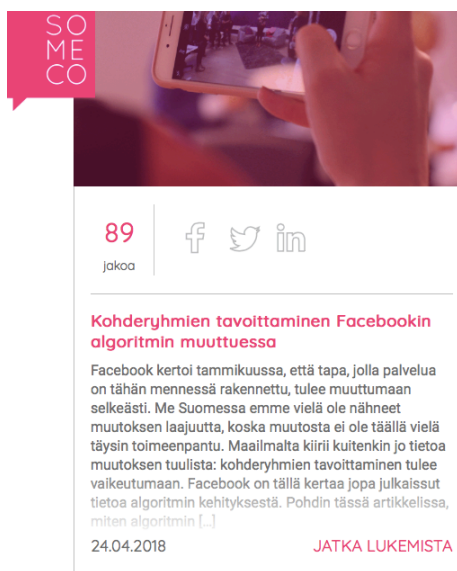 SO
ME
CO
89
jakoa
Kohderyhmien tavoittaminen Facebookin
algoritmin muuttuessa
Facebook kertoi tammikuussa, että tapa, jolla palvelua
on tähän mennessä rakennettu, tulee muuttumaan
selkeästi. Me Suomessa emme vielä ole nähneet
muutoksen laajuutta, koska muutosta ei ole täällä vielä
täysin toimeenpantu. Maailmalta kiirii kuitenkin jo tietoa
muutoksen tuulista: kohderyhmien tavoittaminen tulee
vaikeutumaan. Facebook on tällä kertaa jopa julkaissut
tietoa algoritmin kehityksestä. Pohdin tässä artikkelissa,
miten algoritmin [...]
24.04.2018 JATKA LUKEMISTA